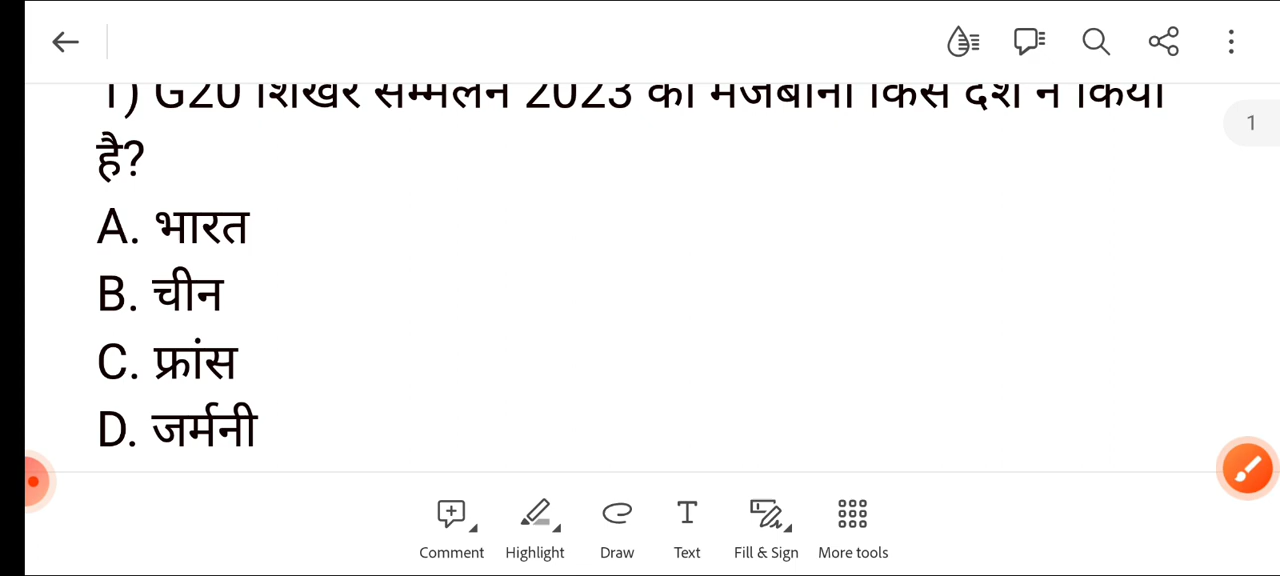 1) G20 शिखर सम्मेलन 2023 की मेजबानी किस देश ने किया
है?
A. भारत
B. चीन
C. फ्रांस
D. जर्मनी
1
Comment
Highlight
Draw
Text
Fill & Sign
More tools